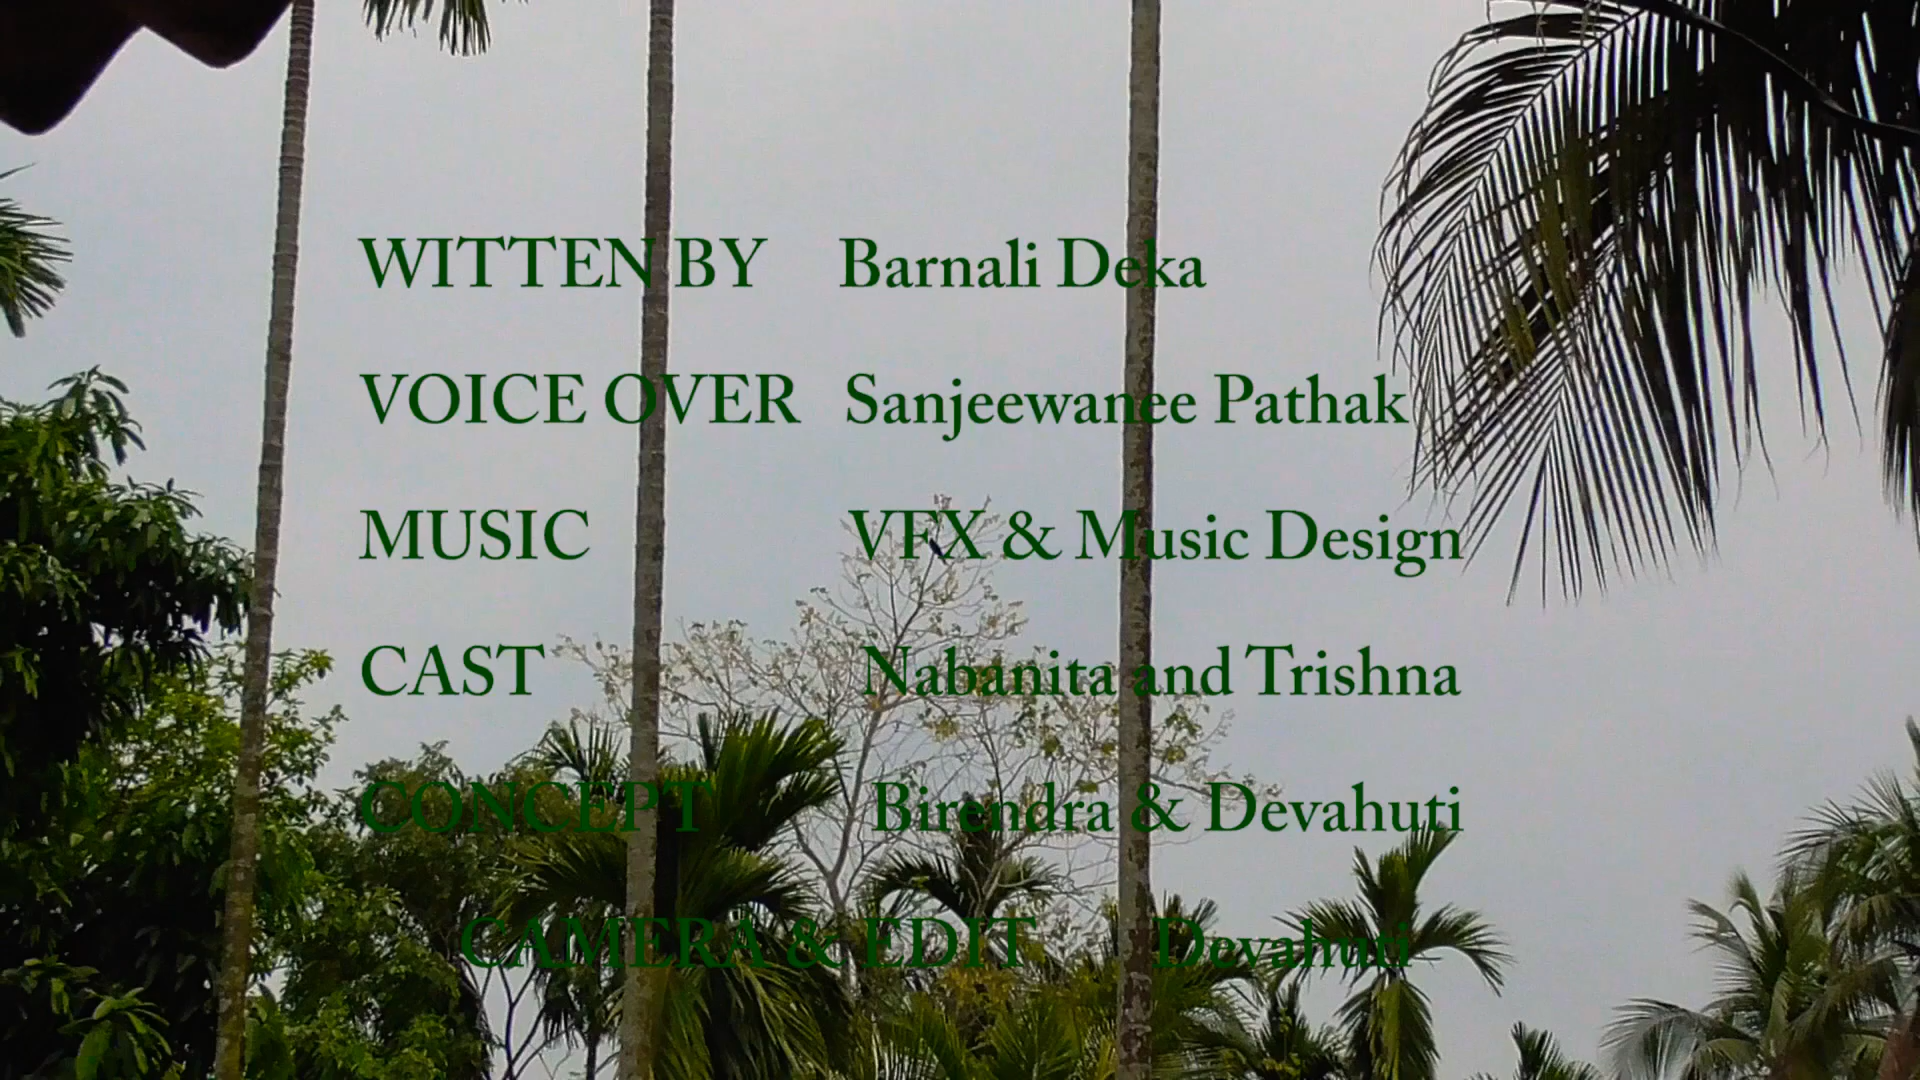 WITTEN BY Barnali Deka
VOICE OVER Sanjeewanee Pathak
MUSIC VFX & Music Design
CAST Nabanita and Trishna
CONCEPT Birendra & Devahuti
CAMERA & EDIT Devahuti